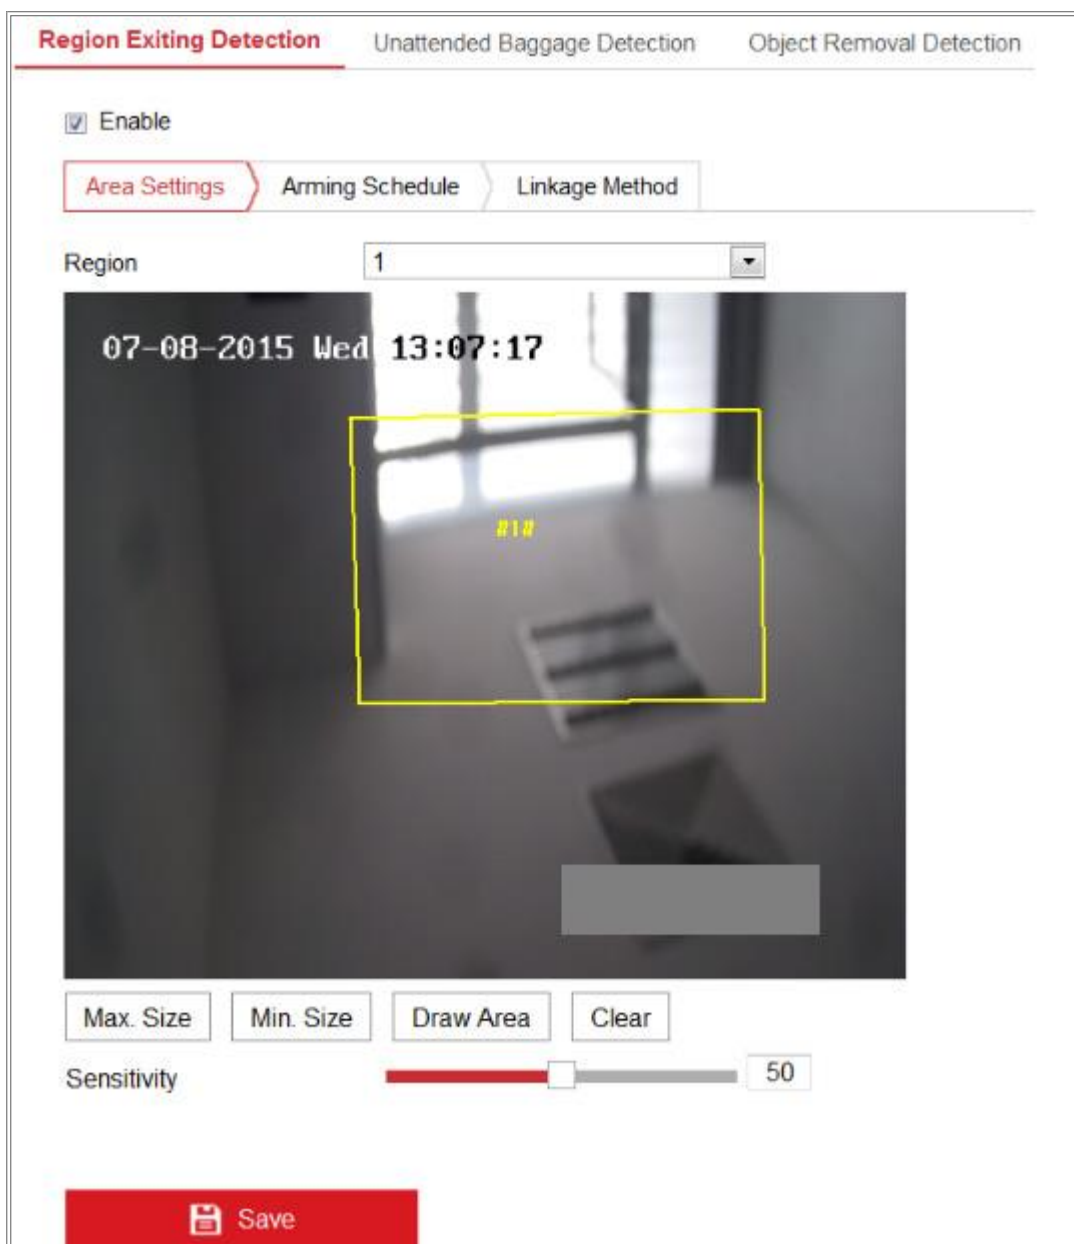 Region Exiting Detection Unattended Baggage Detection Object Removal Detection
Enable
Area Settings Arming Schedule Linkage Method
Region 1
07-08-2015 Wed 13:07:17
#1#
Max. Size Min. Size Draw Area Clear
Sensitivity 50
Save